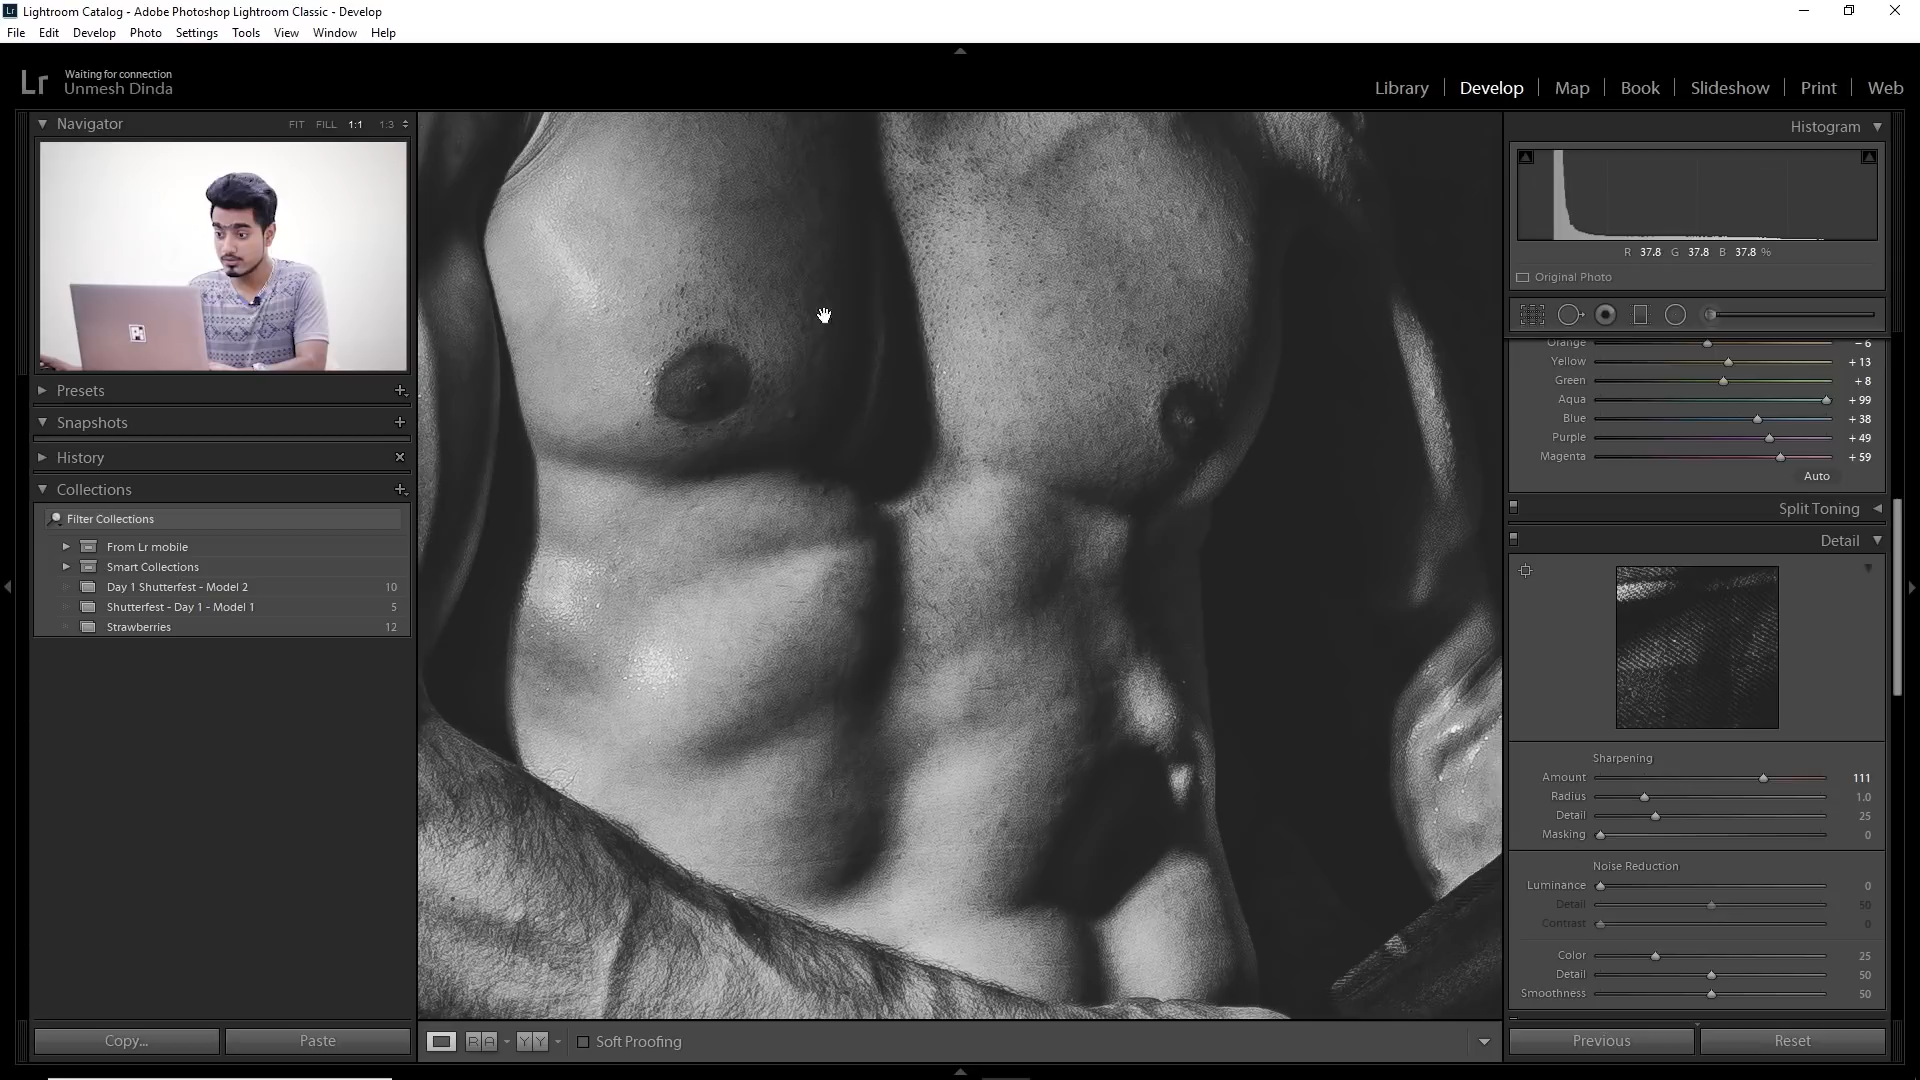 Lightroom Catalog - Adobe Photoshop Lightroom Classic - Develop
File Edit Develop Photo Settings Tools View Window Help
Lr
Waiting for connection
Unmesh Dinda
Library Develop Map Book Slideshow Print Web
Navigator FIT FILL 1:1 1:3
Presets
Snapshots
History
Collections
Filter Collections
From Lr mobile
Smart Collections
Day 1 Shutterfest - Model 2 10
Shutterfest - Day 1 - Model 1 5
Strawberries 12
Copy... Paste
R A Y Y Soft Proofing
Histogram
R 37.8 G 37.8 B 37.8 %
Original Photo
Orange - 6
Yellow + 13
Green + 8
Aqua + 99
Blue + 38
Purple + 49
Magenta + 59
Auto
Split Toning
Detail
Sharpening
Amount 111
Radius 1.0
Detail 25
Masking 0
Noise Reduction
Luminance 0
Detail 50
Contrast 0
Color 25
Detail 50
Smoothness 50
Previous Reset